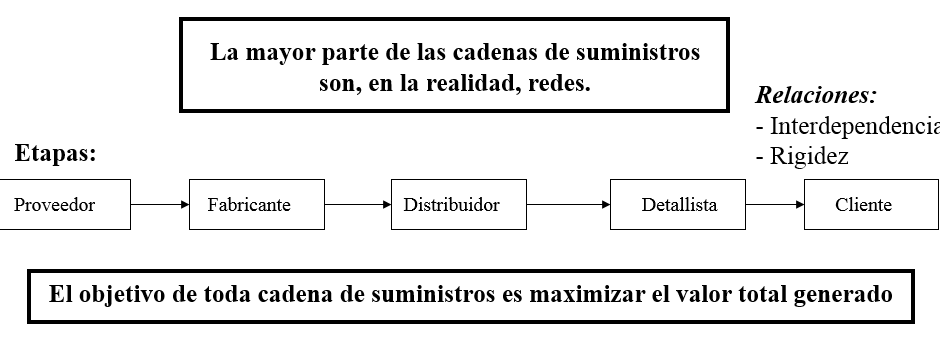 La mayor parte de las cadenas de suministros
son, en la realidad, redes.
Relaciones:
- Interdependencia
- Rigidez
Etapas:
Proveedor
Fabricante
Distribuidor
Detallista
Cliente
El objetivo de toda cadena de suministros es maximizar el valor total generado